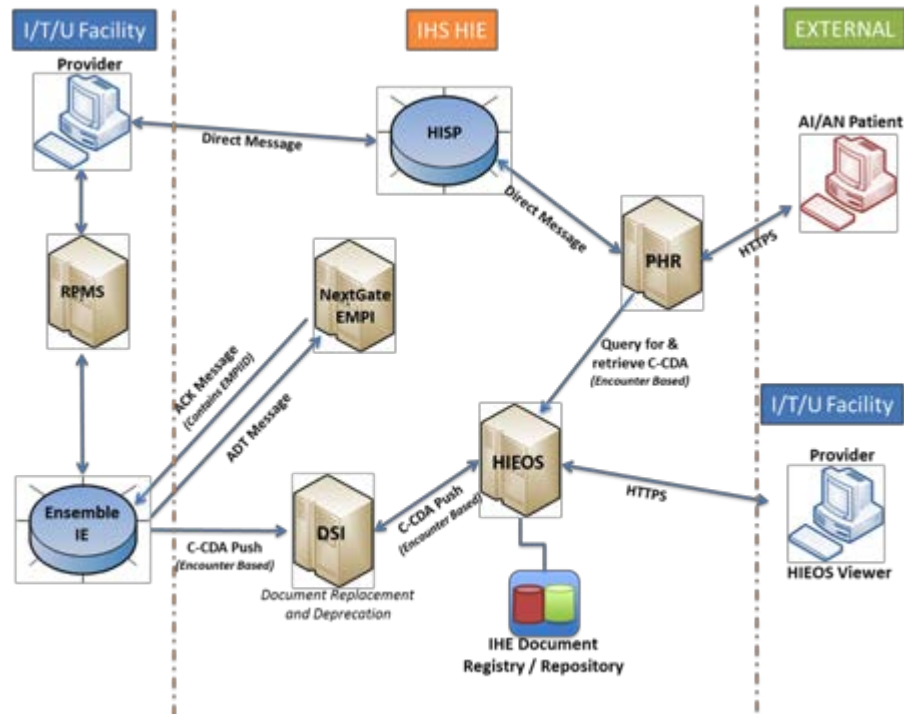 I/T/U Facility
IHS HIE
EXTERNAL
Provider
HISP
AI/AN Patient
Direct Message
Direct Message
HTTPS
PHR
RPMS
NextGate
EMPI
Query for &
retrieve C-CDA
(Encounter Based)
ACK Message
(Contains EMPIID)
ADT Message
I/T/U Facility
Provider
HIEOS
HTTPS
HIEOS Viewer
Ensemble
IE
C-CDA Push
(Encounter Based)
DSI
C-CDA Push
(Encounter Based)
Document Replacement
and Deprecation
IHE Document
Registry / Repository